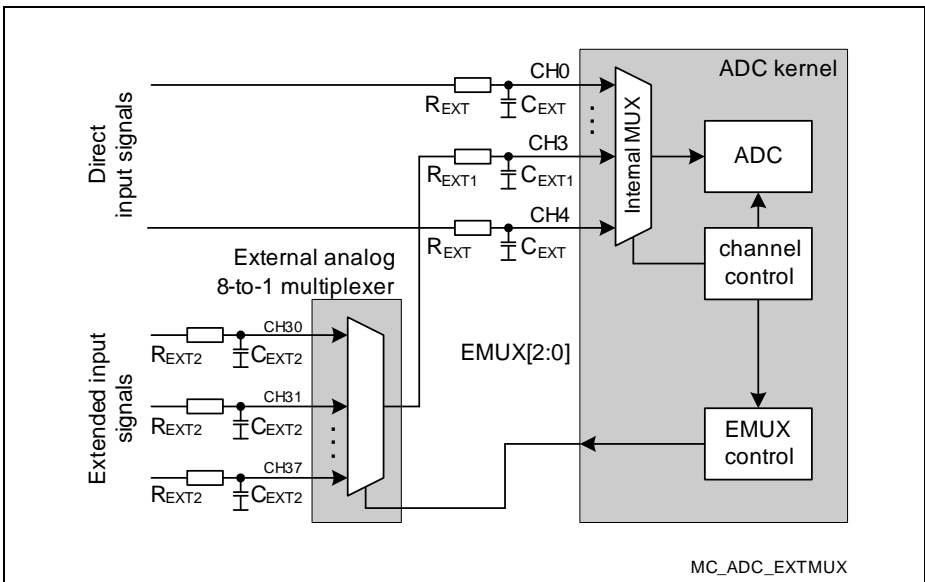 ADC kernel
Direct
input signals
REXT
CEXT
CH0
REXT1
CEXT1
CH3
REXT
CEXT
CH4
Internal MUX
ADC
channel
control
External analog
8-to-1 multiplexer
EMUX[2:0]
Extended input
signals
REXT2
CEXT2
CH30
REXT2
CEXT2
CH31
REXT2
CEXT2
CH37
EMUX
control
MC_ADC_EXTMUX